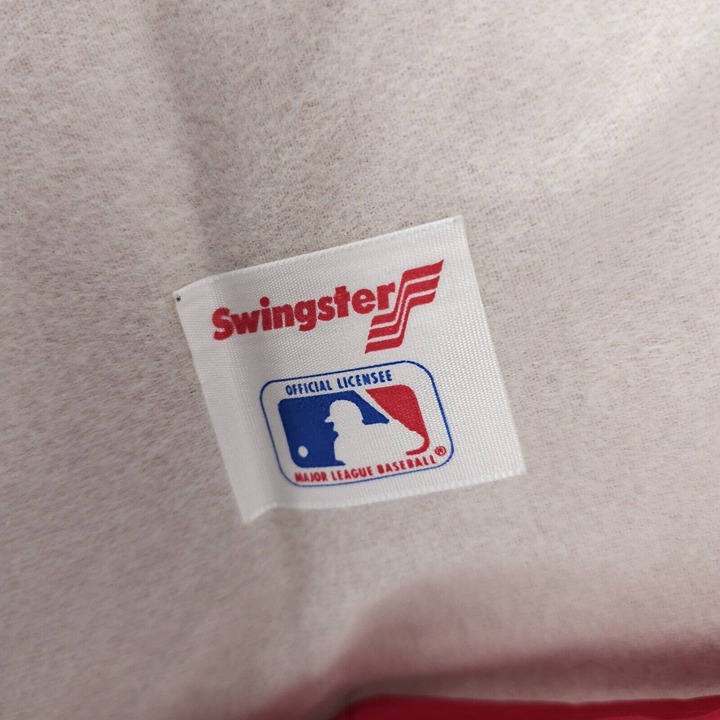 Swingster
OFFICIAL LICENSEE
MAJOR LEAGUE BASEBALL®